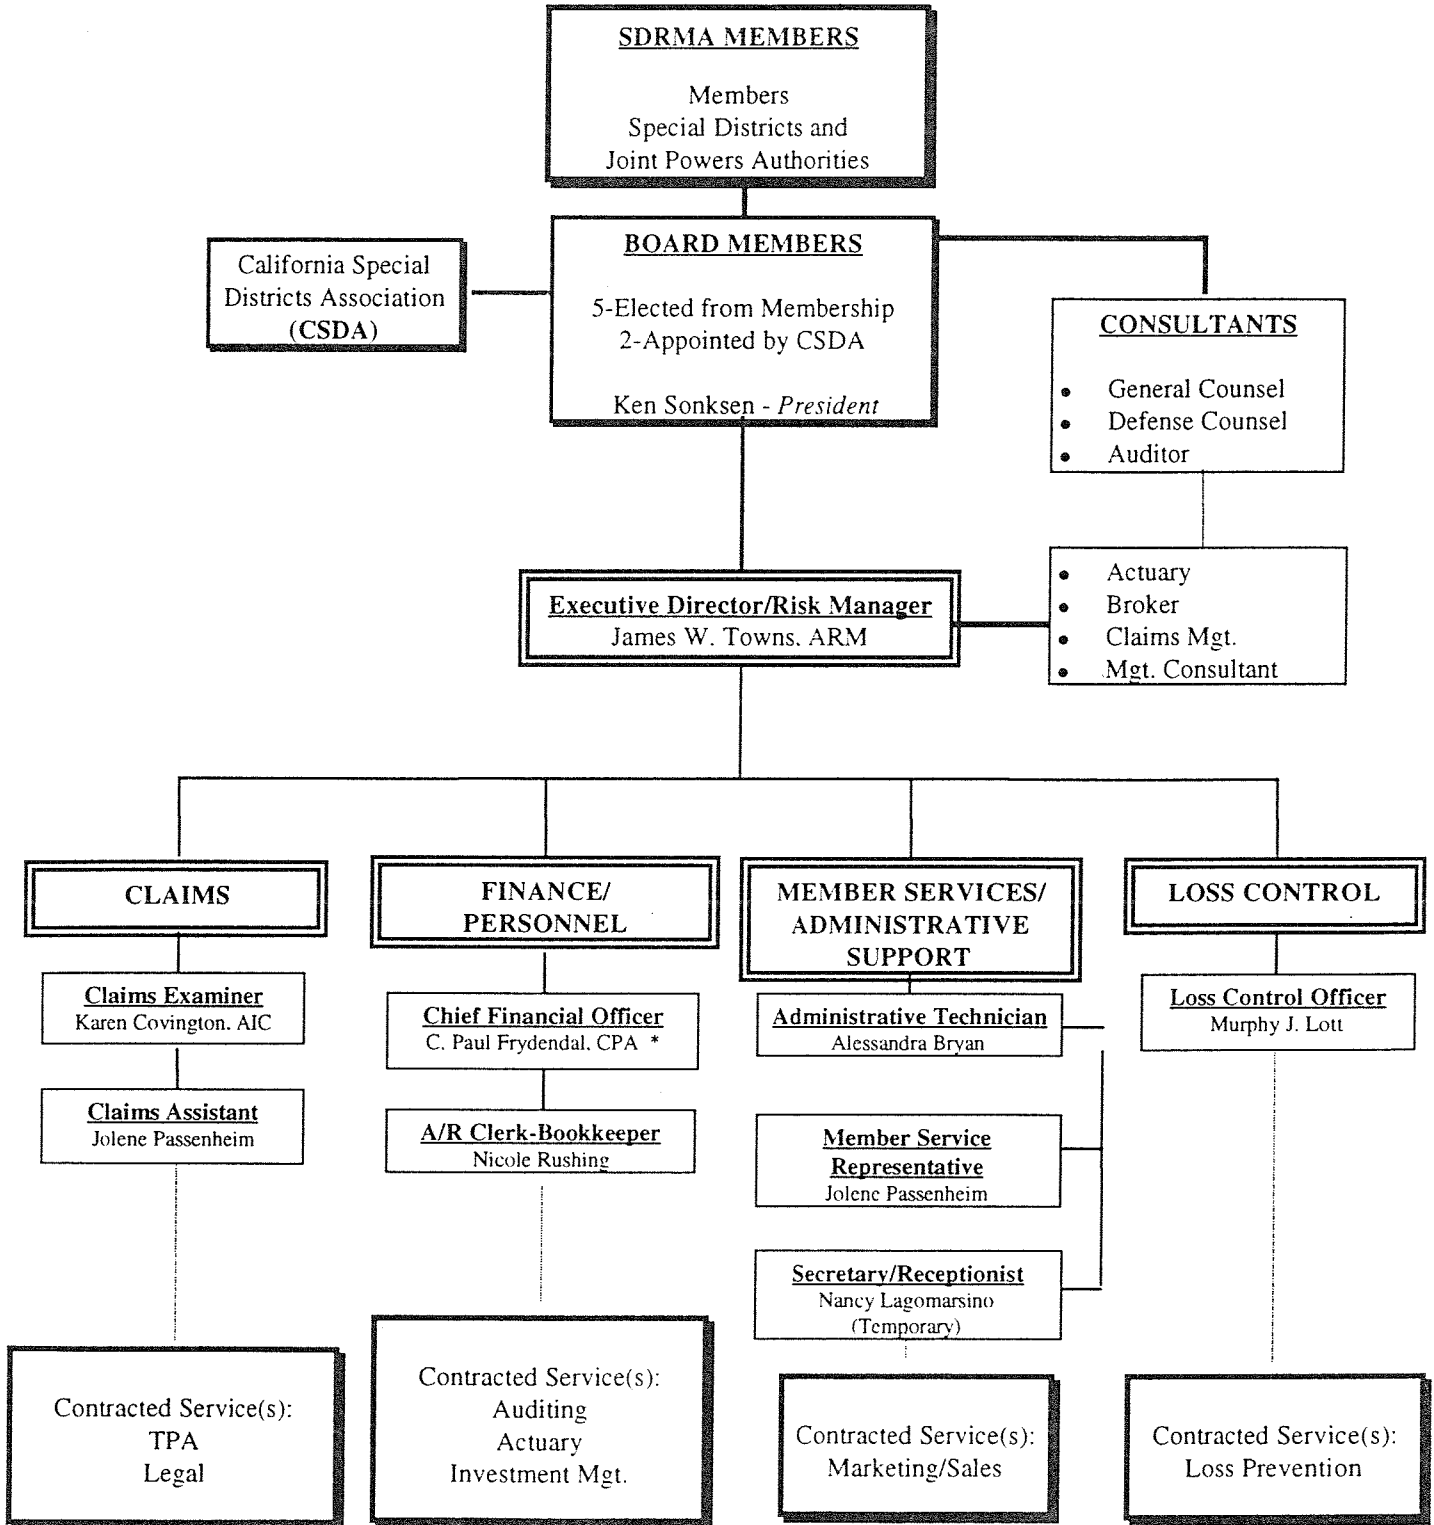 SDRMA MEMBERS
Members
Special Districts and
Joint Powers Authorities
BOARD MEMBERS
5-Elected from Membership
2-Appointed by CSDA
Ken Sonksen - President
California Special
Districts Association
(CSDA)
CONSULTANTS
• General Counsel
• Defense Counsel
• Auditor
• Actuary
• Broker
• Claims Mgt.
• Mgt. Consultant
Executive Director/Risk Manager
James W. Towns, ARM
CLAIMS
Claims Examiner
Karen Covington, AIC
Claims Assistant
Jolene Passenheim
Contracted Service(s):
TPA
Legal
FINANCE/
PERSONNEL
Chief Financial Officer
C. Paul Frydendal, CPA *
A/R Clerk-Bookkeeper
Nicole Rushing
Contracted Service(s):
Auditing
Actuary
Investment Mgt.
MEMBER SERVICES/
ADMINISTRATIVE
SUPPORT
Administrative Technician
Alessandra Bryan
Member Service
Representative
Jolene Passenheim
Secretary/Receptionist
Nancy Lagomarsino
(Temporary)
Contracted Service(s):
Marketing/Sales
LOSS CONTROL
Loss Control Officer
Murphy J. Lott
Contracted Service(s):
Loss Prevention